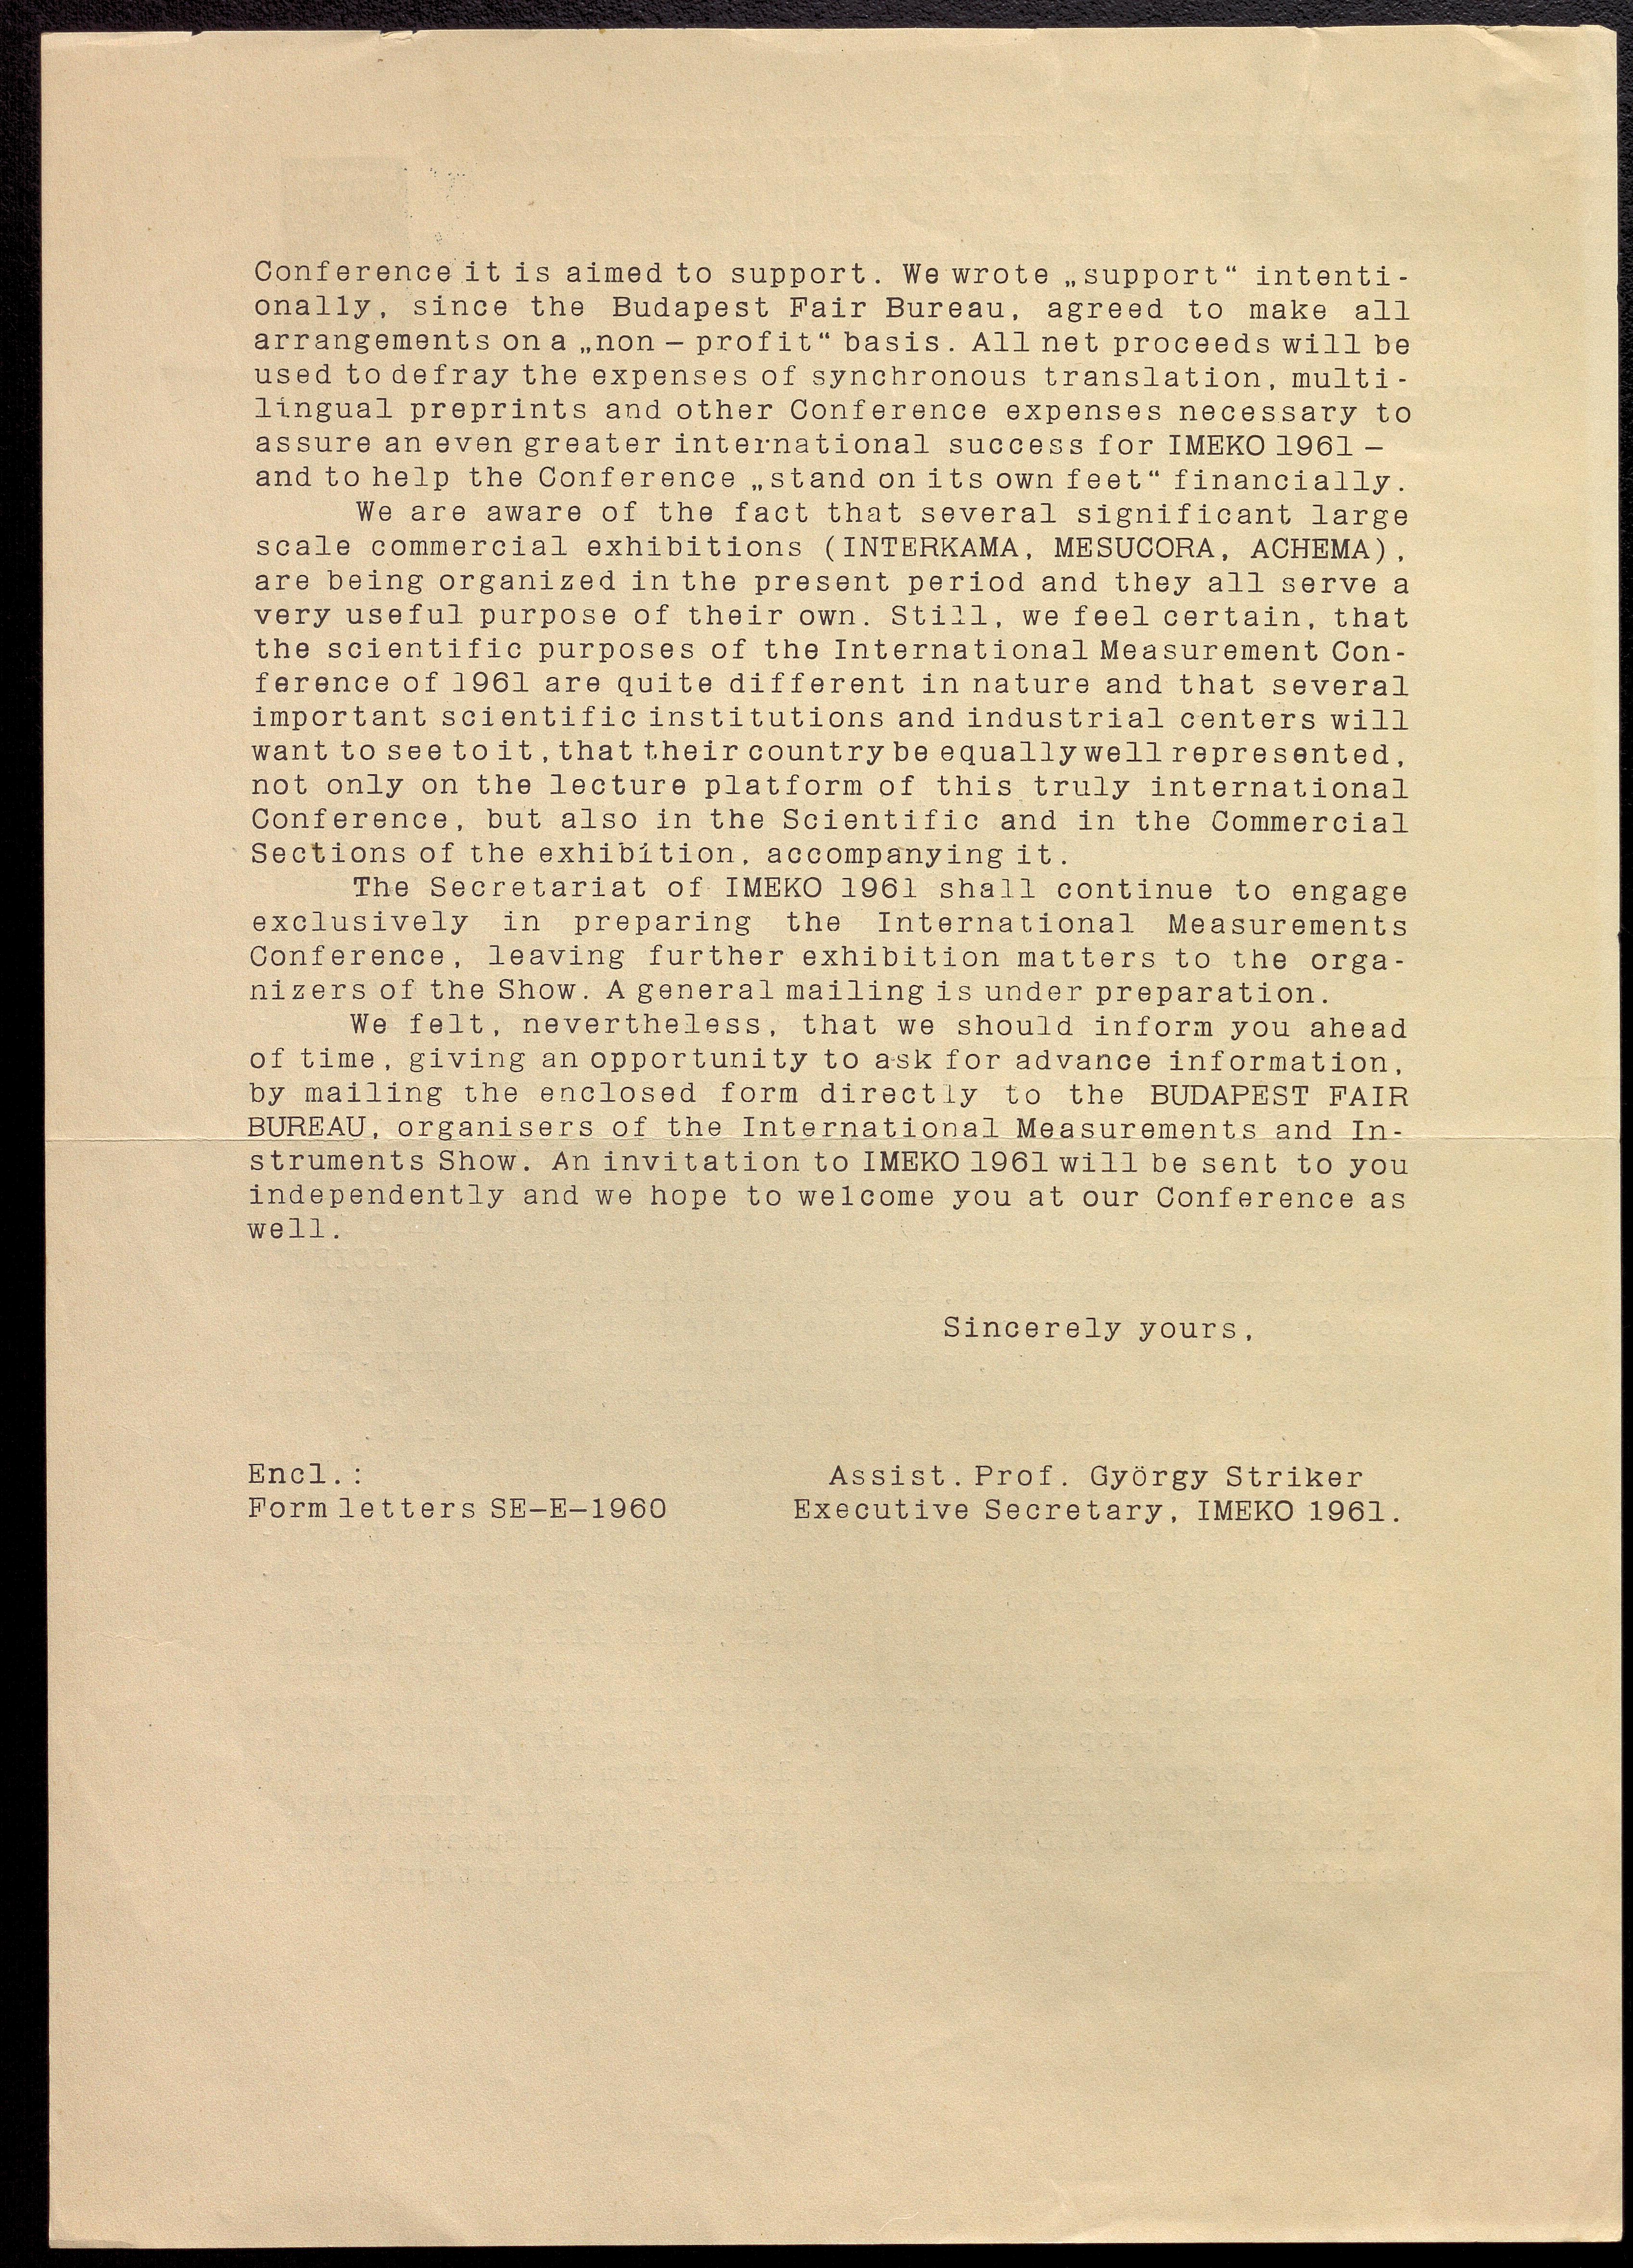 Conference it is aimed to support. We wrote „support“ intenti-
onally, since the Budapest Fair Bureau, agreed to make all
arrangements on a „non – profit“ basis. All net proceeds will be
used to defray the expenses of synchronous translation, multi-
lingual preprints and other Conference expenses necessary to
assure an even greater international success for IMEKO 1961 –
and to help the Conference „stand on its own feet“ financially.
We are aware of the fact that several significant large
scale commercial exhibitions (INTERKAMA, MESUCORA, ACHEMA),
are being organized in the present period and they all serve a
very useful purpose of their own. Still, we feel certain, that
the scientific purposes of the International Measurement Con-
ference of 1961 are quite different in nature and that several
important scientific institutions and industrial centers will
want to see to it, that their country be equally well represented,
not only on the lecture platform of this truly international
Conference, but also in the Scientific and in the Commercial
Sections of the exhibition, accompanying it.
The Secretariat of IMEKO 1961 shall continue to engage
exclusively in preparing the International Measurements
Conference, leaving further exhibition matters to the orga-
nizers of the Show. A general mailing is under preparation.
We felt, nevertheless, that we should inform you ahead
of time, giving an opportunity to ask for advance information,
by mailing the enclosed form directly to the BUDAPEST FAIR
BUREAU, organisers of the International Measurements and In-
struments Show. An invitation to IMEKO 1961 will be sent to you
independently and we hope to welcome you at our Conference as
well.
Sincerely yours,
Encl.:
Form letters SE–E–1960
Assist. Prof. György Striker
Executive Secretary, IMEKO 1961.